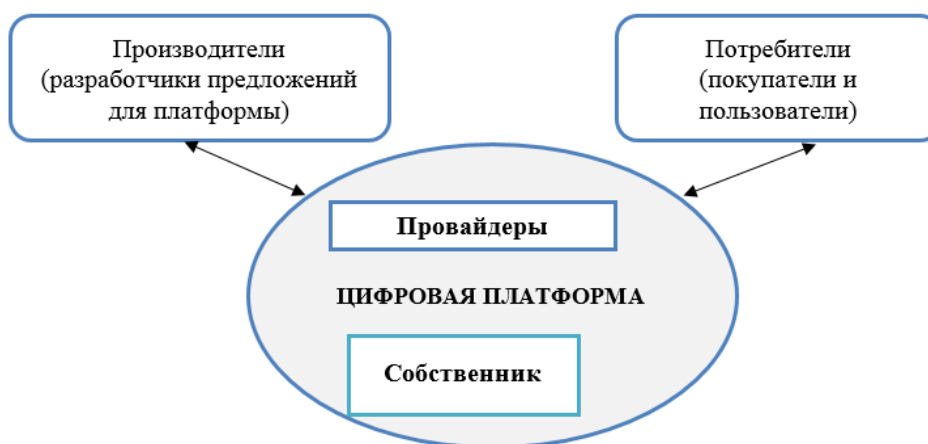 Производители
(разработчики предложений
для платформы)
Потребители
(покупатели и
пользователи)
Провайдеры
ЦИФРОВАЯ ПЛАТФОРМА
Собственник